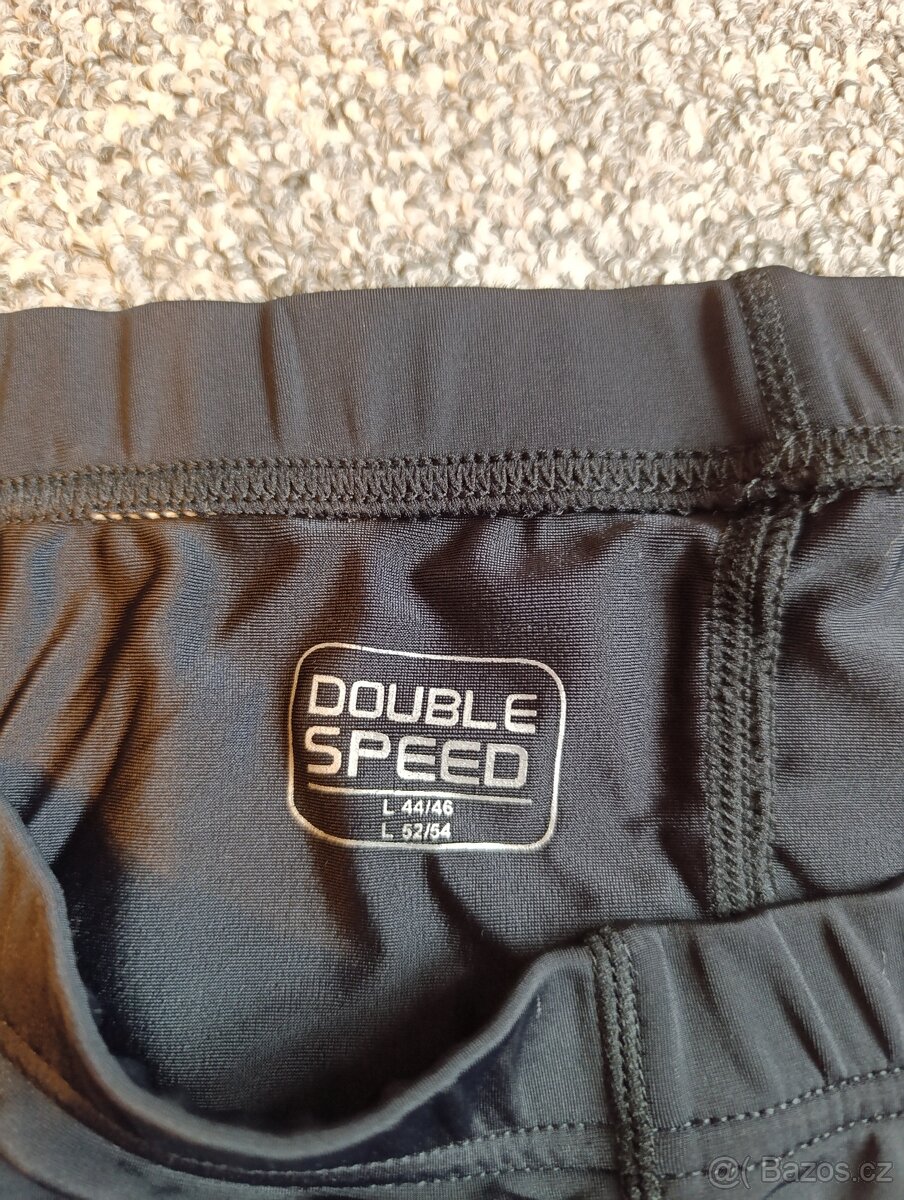 DOUBLE
SPEED
L 44/46
L 52/54
@( Bazos.cz